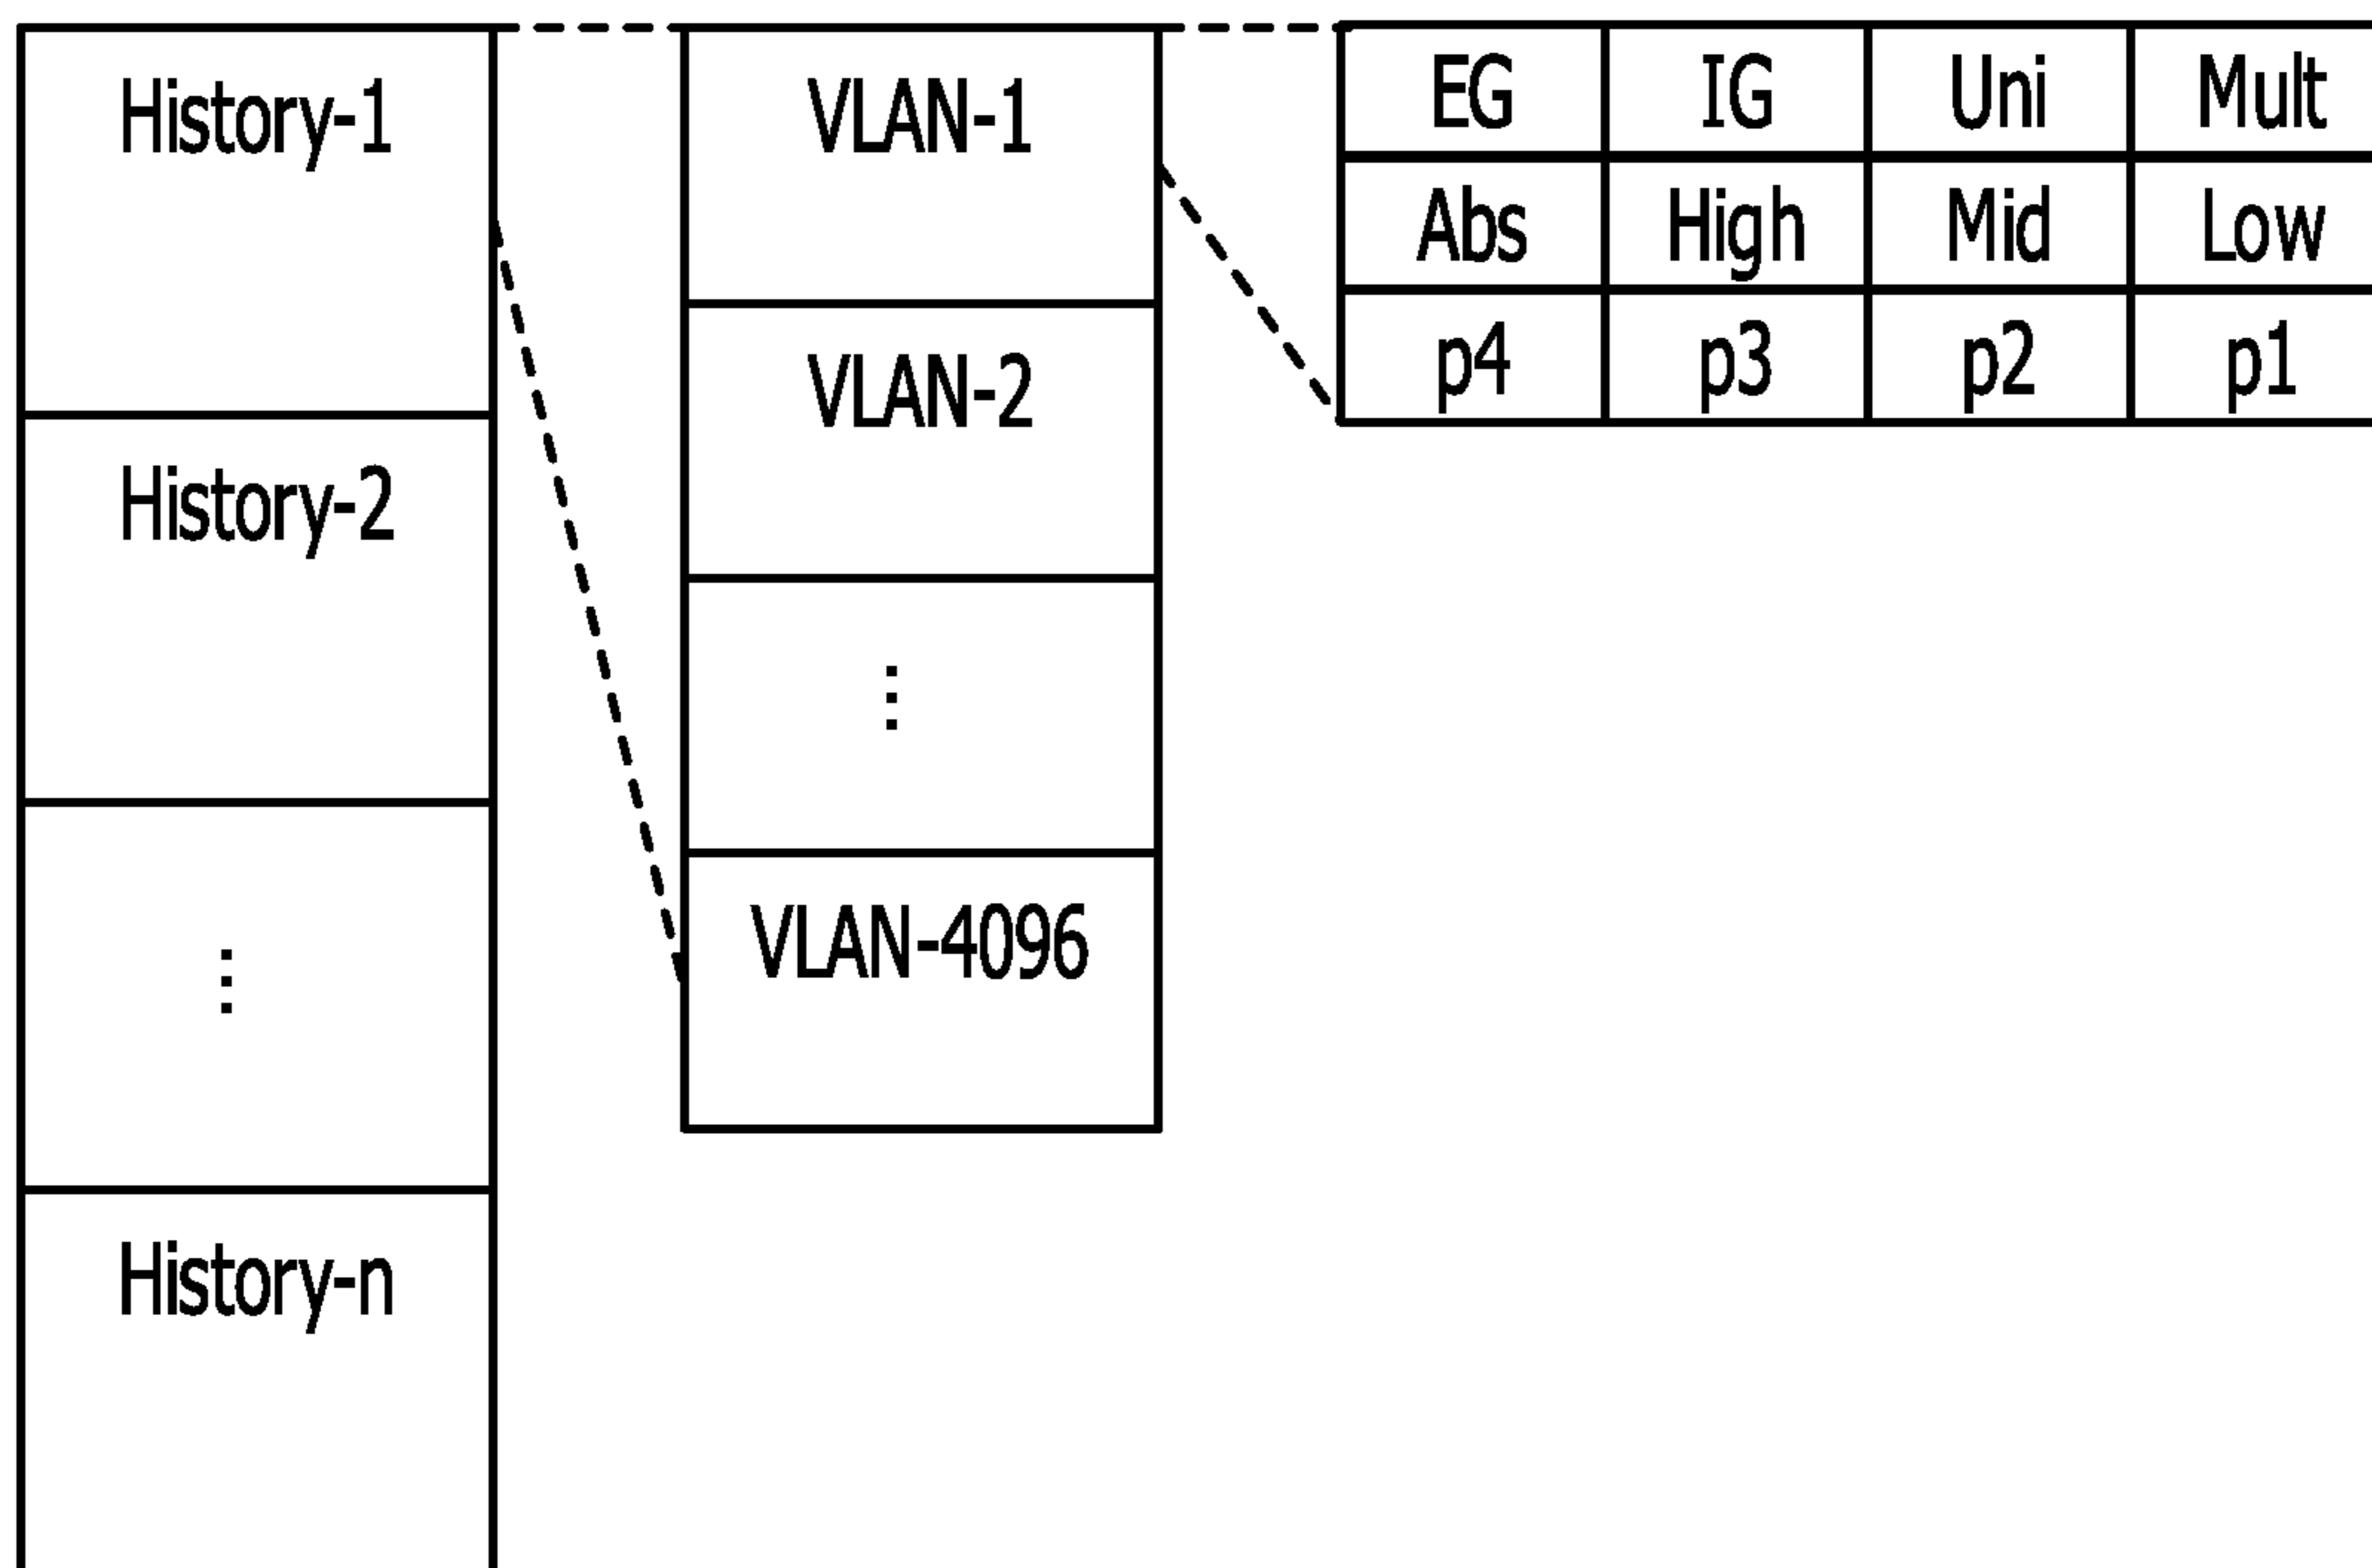 History-1
History-2
⋮
History-n
VLAN-1
VLAN-2
⋮
VLAN-4096
EG IG Uni Mult
Abs High Mid Low
p4 p3 p2 p1